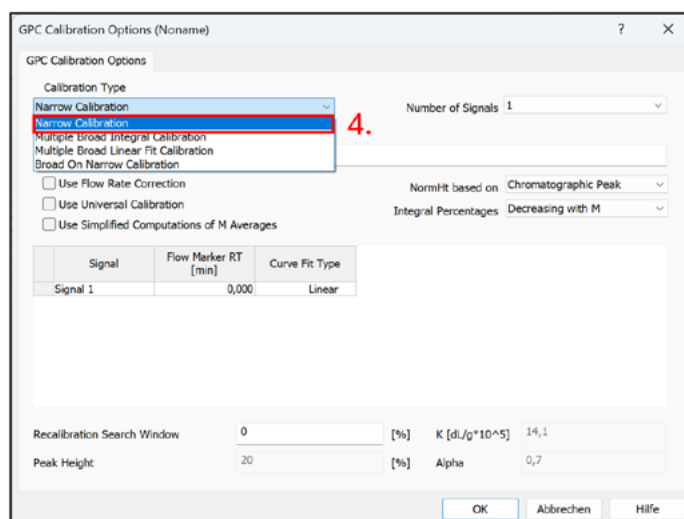 GPC Calibration Options (Noname) ? ×
GPC Calibration Options
Calibration Type
Narrow Calibration
Number of Signals 1
Narrow Calibration
4.
Multiple Broad Integral Calibration
Multiple Broad Linear Fit Calibration
Broad On Narrow Calibration
Use Flow Rate Correction
NormHt based on Chromatographic Peak
Use Universal Calibration
Integral Percentages Decreasing with M
Use Simplified Computations of M Averages
Signal Flow Marker RT [min] Curve Fit Type
Signal 1 0,000 Linear
Recalibration Search Window 0 [%] K [dL/g*10^5] 14,1
Peak Height 20 [%] Alpha 0,7
OK Abbrechen Hilfe